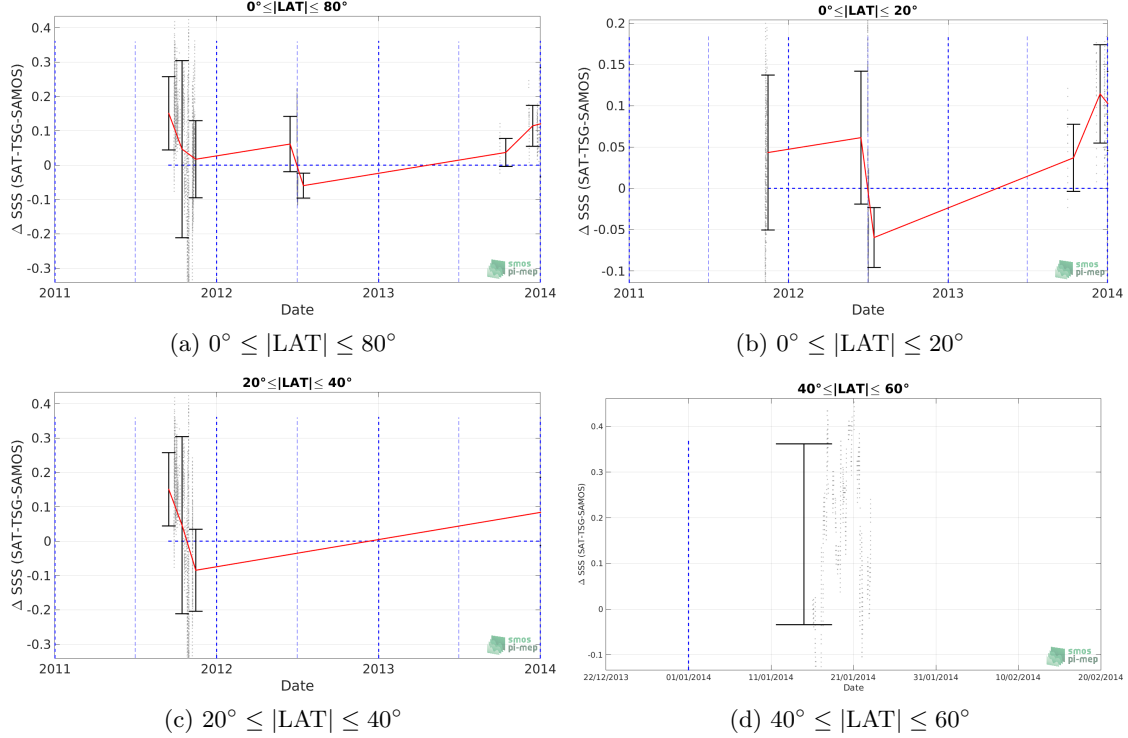 0°≤|LAT|≤ 80°
0.4
0.3
0.2
0.1
0
-0.1
-0.2
-0.3
Δ SSS (SAT-TSG-SAMOS)
2011
2012
2013
2014
Date
smos
pi-mep
(a) 0° ≤ |LAT| ≤ 80°
0°≤|LAT|≤ 20°
0.2
0.15
0.1
0.05
0
-0.05
-0.1
Δ SSS (SAT-TSG-SAMOS)
2011
2012
2013
2014
Date
smos
pi-mep
(b) 0° ≤ |LAT| ≤ 20°
20°≤|LAT|≤ 40°
0.4
0.3
0.2
0.1
0
-0.1
-0.2
-0.3
Δ SSS (SAT-TSG-SAMOS)
2011
2012
2013
2014
Date
smos
pi-mep
(c) 20° ≤ |LAT| ≤ 40°
40°≤|LAT|≤ 60°
0.4
0.3
0.2
0.1
0
-0.1
Δ SSS (SAT-TSG-SAMOS)
22/12/2013
01/01/2014
11/01/2014
21/01/2014
31/01/2014
10/02/2014
20/02/2014
Date
smos
pi-mep
(d) 40° ≤ |LAT| ≤ 60°